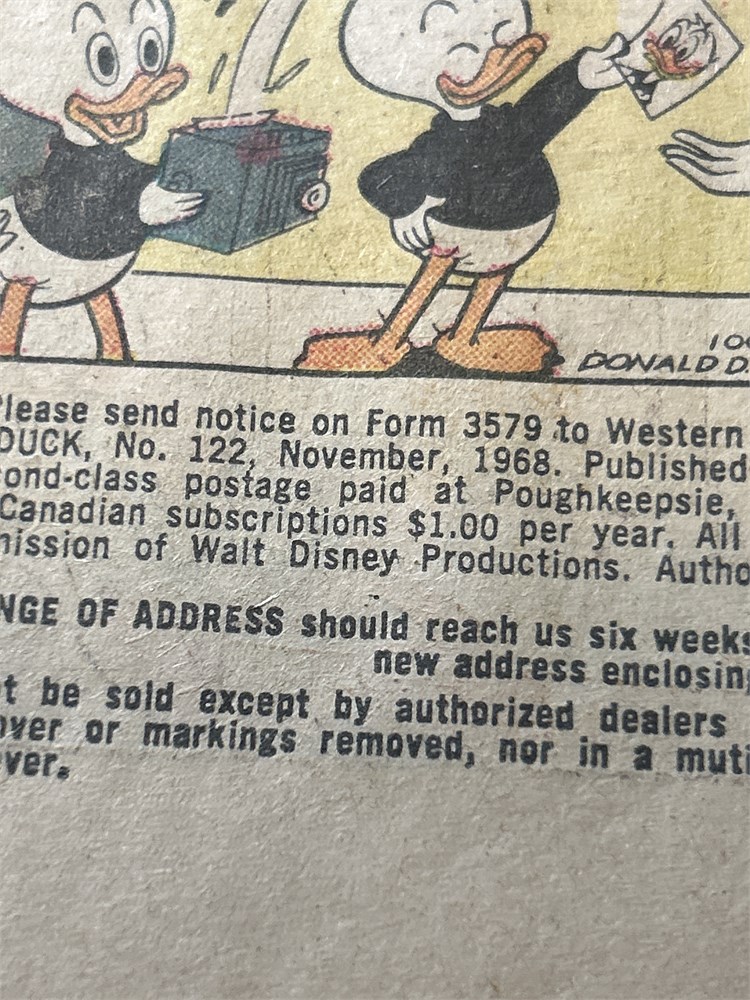 10
DONALD D.
lease send notice on Form 3579 to Western
DUCK, No. 122, November, 1968. Published
ond-class postage paid at Poughkeepsie,
Canadian subscriptions $1.00 per year. All
mission of Walt Disney Productions. Autho
NGE OF ADDRESS should reach us six weeks
new address enclosin
t be sold except by authorized dealers
over or markings removed, nor in a muti
ver.